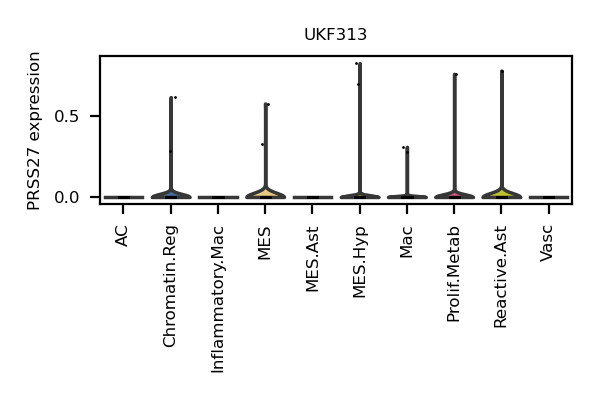 UKF313
PRSS27 expression
0.5
0.0
AC
Chromatin.Reg
Inflammatory.Mac
MES
MES.Ast
MES.Hyp
Mac
Prolif.Metab
Reactive.Ast
Vasc